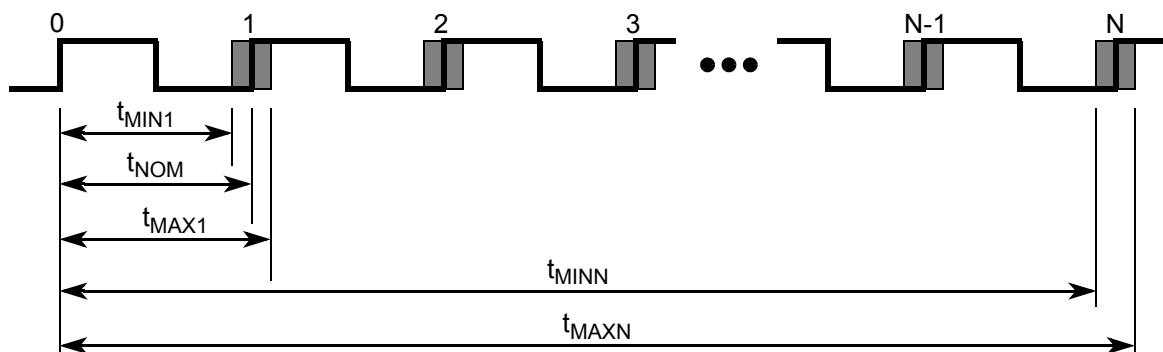 0 1 2 3 N-1 N
tMIN1
tNOM
tMAX1
tMINN
tMAXN